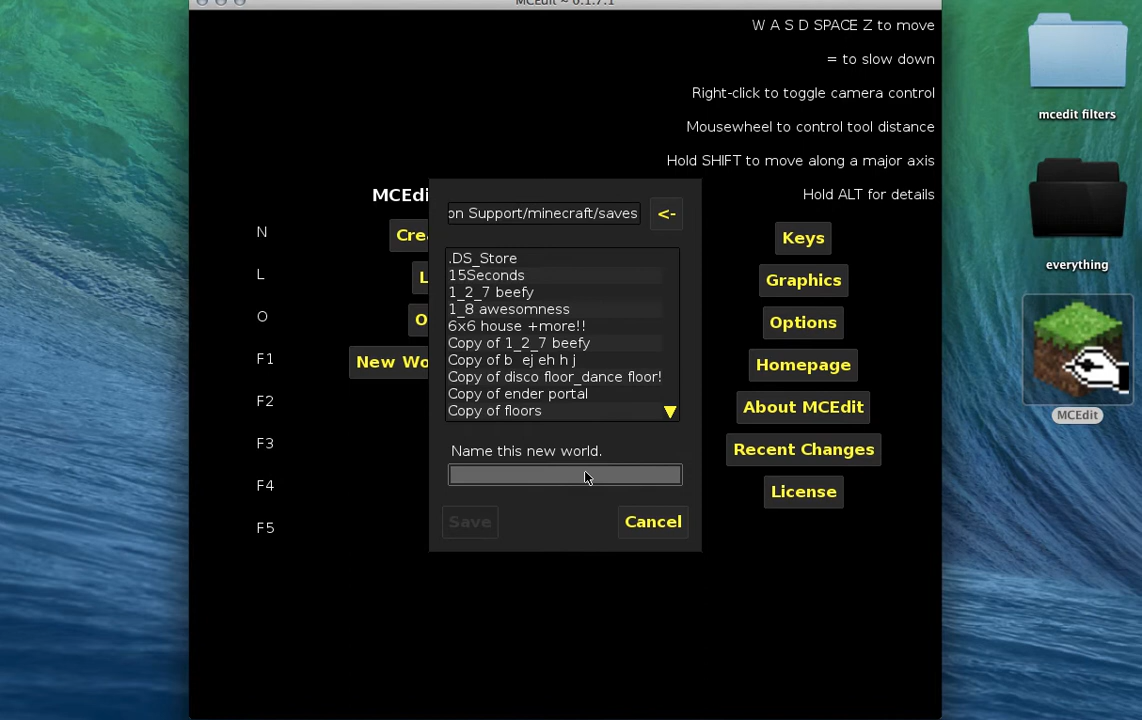 MCEdit ~ 0.1.7.1
W A S D SPACE Z to move
= to slow down
Right-click to toggle camera control
Mousewheel to control tool distance
Hold SHIFT to move along a major axis
Hold ALT for details
mcedit filters
everything
MCEdit
MCEdi
N
Cre
L
L
O
O
F1
New Wo
F2
F3
F4
F5
on Support/minecraft/saves
<-
.DS_Store
15Seconds
1_2_7 beefy
1_8 awesomness
6x6 house +more!!
Copy of 1_2_7 beefy
Copy of b  ej eh h j
Copy of disco floor_dance floor!
Copy of ender portal
Copy of floors
Name this new world.
Save
Cancel
Keys
Graphics
Options
Homepage
About MCEdit
Recent Changes
License